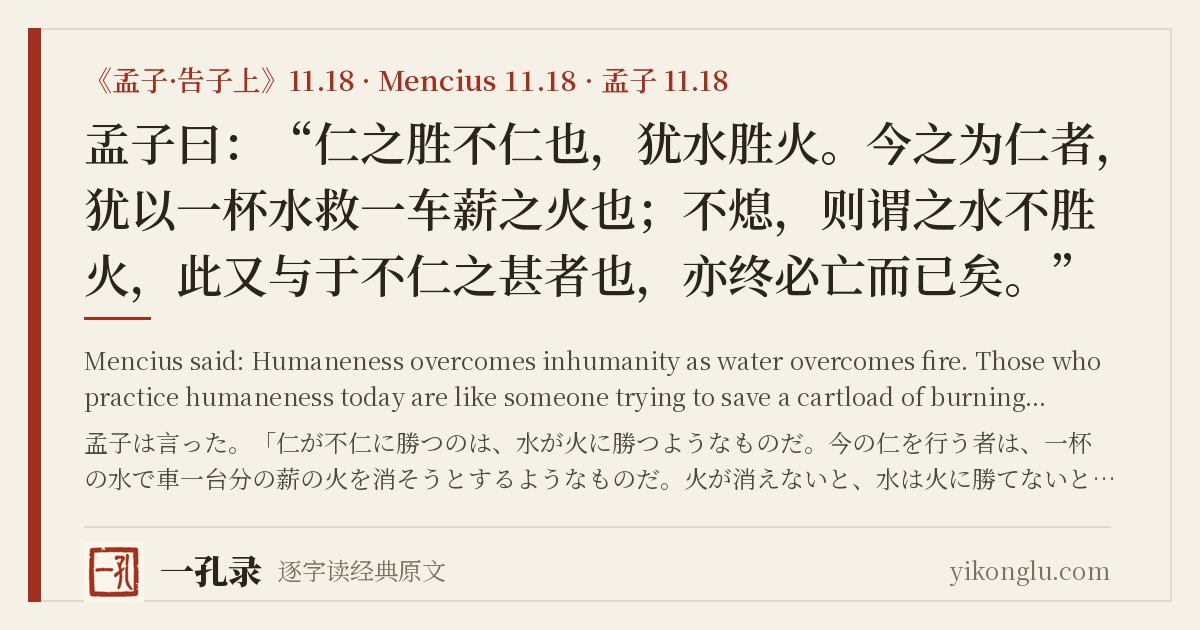 《孟子·告子上》11.18 · Mencius 11.18 · 孟子 11.18
孟子曰：“仁之胜不仁也，犹水胜火。今之为仁者，
犹以一杯水救一车薪之火也；不熄，则谓之水不胜
火，此又与于不仁之甚者也，亦终必亡而已矣。”
Mencius said: Humaneness overcomes inhumanity as water overcomes fire. Those who
practice humaneness today are like someone trying to save a cartload of burning...
孟子は言った。「仁が不仁に勝つのは、水が火に勝つようなものだ。今の仁を行う者は、一杯
の水で車一台分の薪の火を消そうとするようなものだ。火が消えないと、水は火に勝てないと…
一孔
一孔录 逐字读经典原文 yikonglu.com